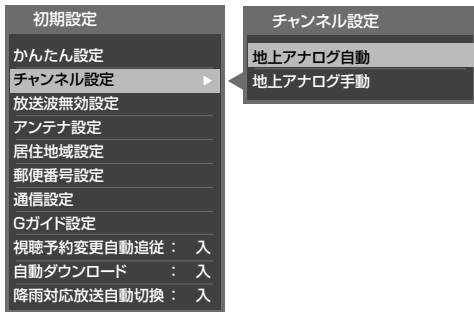 初期設定
かんたん設定
チャンネル設定
放送波無効設定
アンテナ設定
居住地域設定
郵便番号設定
通信設定
Gガイド設定
視聴予約変更自動追従： 入
自動ダウンロード ： 入
降雨対応放送自動切換： 入
チャンネル設定
地上アナログ自動
地上アナログ手動